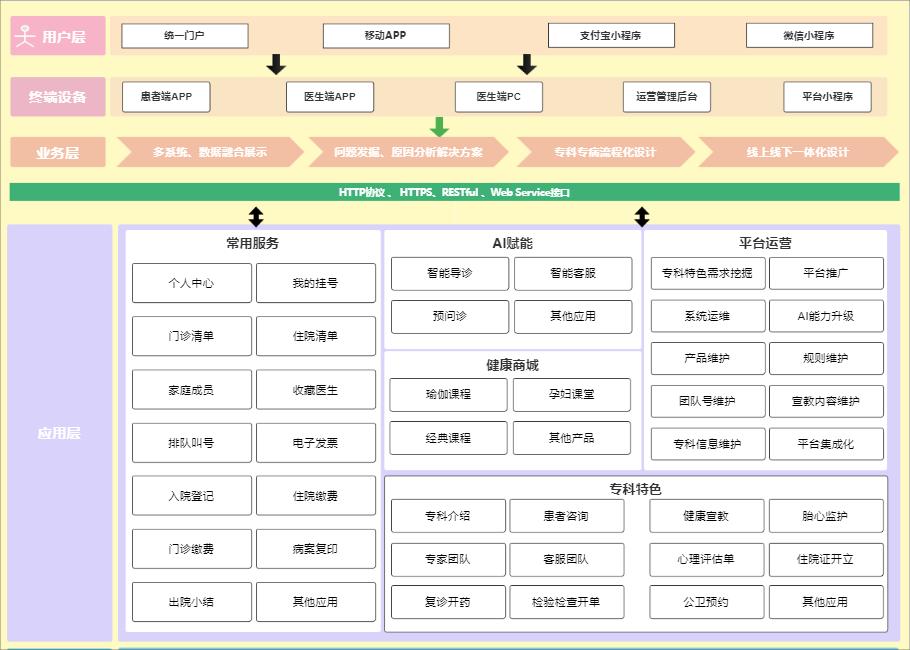 用户层
统一门户
移动APP
支付宝小程序
微信小程序
终端设备
患者端APP
医生端APP
医生端PC
运营管理后台
平台小程序
业务层
多系统、数据融合展示
问题发掘、原因分析解决方案
专科专病流程化设计
线上线下一体化设计
HTTP协议 、 HTTPS、RESTful 、Web Service接口
应用层
常用服务
个人中心
我的挂号
门诊清单
住院清单
家庭成员
收藏医生
排队叫号
电子发票
入院登记
住院缴费
门诊缴费
病案复印
出院小结
其他应用
AI赋能
智能导诊
智能客服
预问诊
其他应用
健康商城
瑜伽课程
孕妇课堂
经典课程
其他产品
平台运营
专科特色需求挖掘
平台推广
系统运维
AI能力升级
产品维护
规则维护
团队号维护
宣教内容维护
专科信息维护
平台集成化
专科特色
专科介绍
患者咨询
健康宣教
胎心监护
专家团队
客服团队
心理评估单
住院证开立
复诊开药
检验检查开单
公卫预约
其他应用